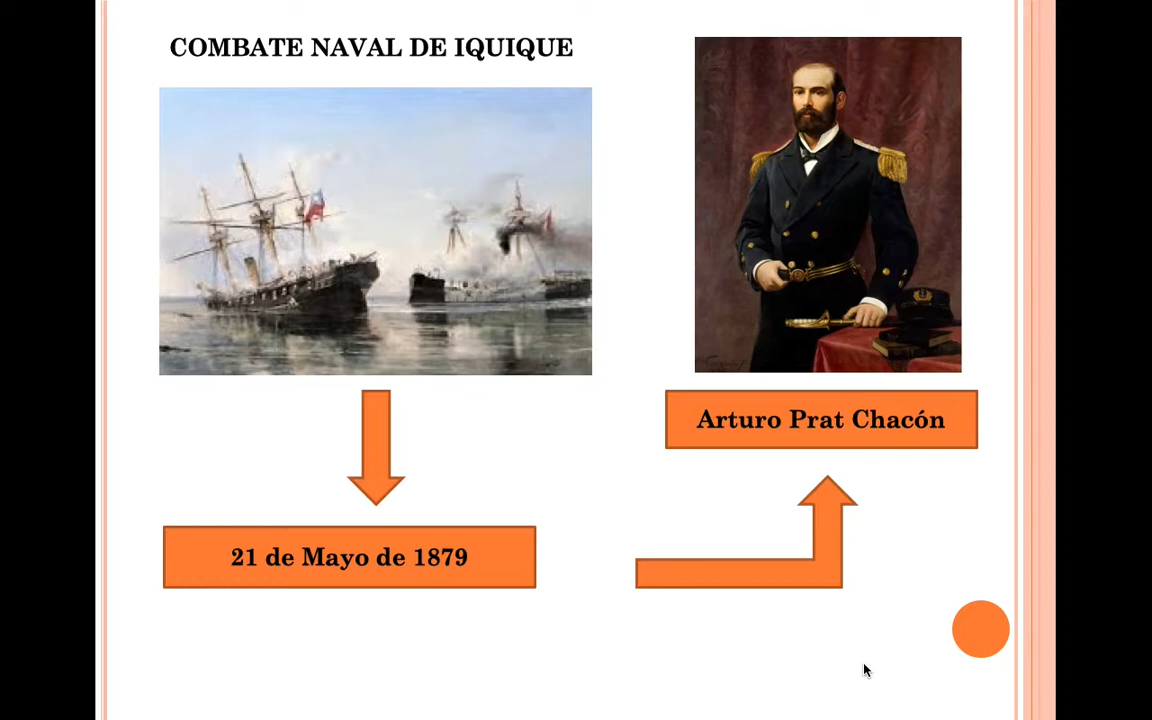 COMBATE NAVAL DE IQUIQUE
Arturo Prat Chacón
21 de Mayo de 1879